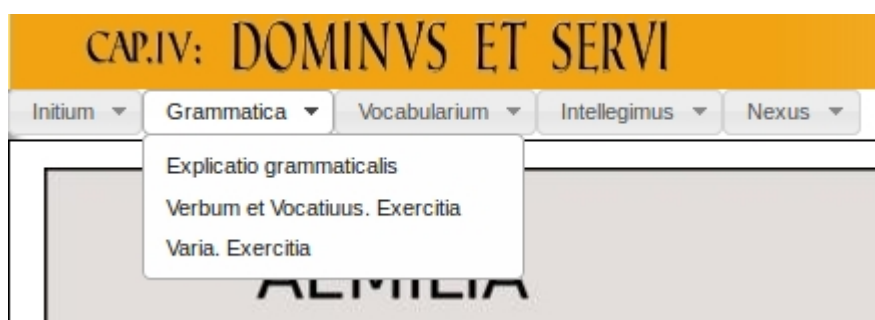 CAP.IV: DOMINVS ET SERVI
Initium Grammatica Vocabularium Intellegimus Nexus
Explicatio grammaticalis
Verbum et Vocatiuus. Exercitia
Varia. Exercitia
AEMILIA